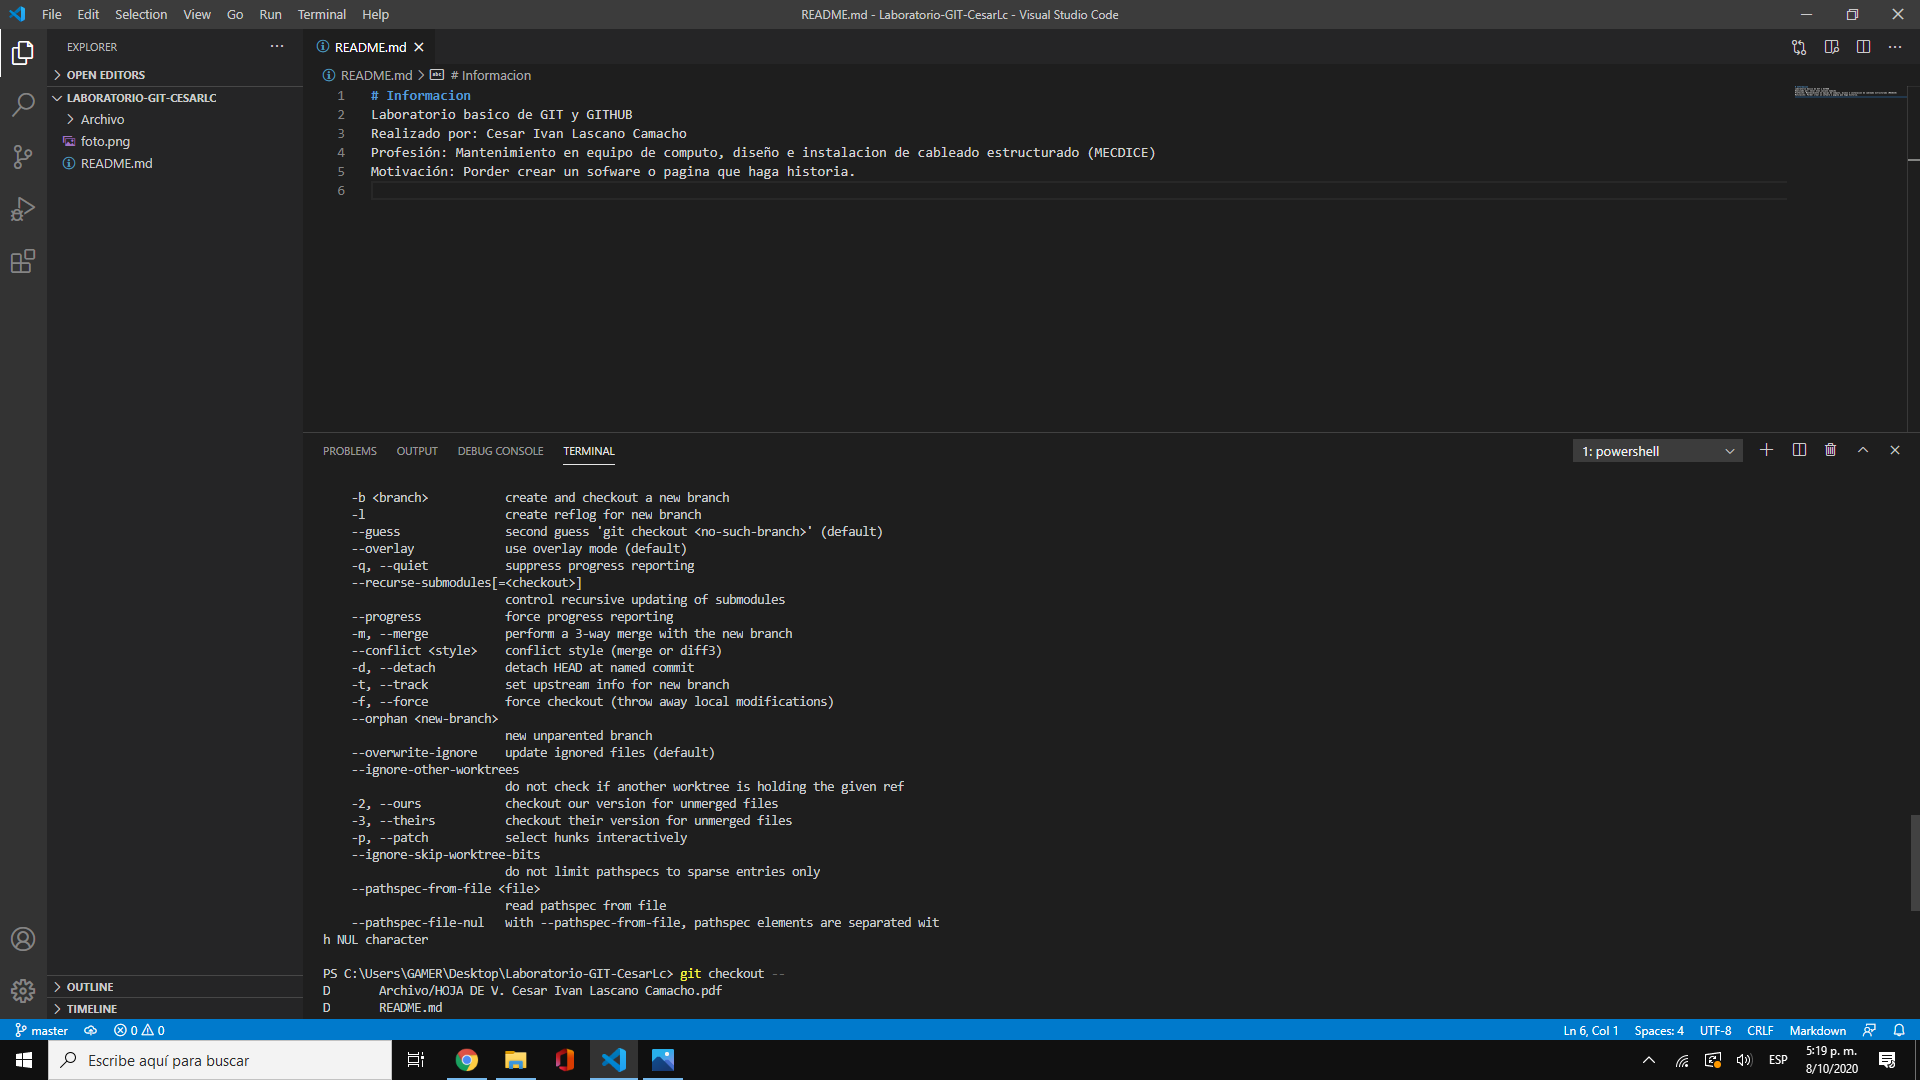 File Edit Selection View Go Run Terminal Help
README.md - Laboratorio-GIT-CesarLc - Visual Studio Code
EXPLORER
OPEN EDITORS
LABORATORIO-GIT-CESARLC
Archivo
foto.png
README.md
OUTLINE
TIMELINE
README.md
README.md > # Informacion
1 # Informacion
2 Laboratorio basico de GIT y GITHUB
3 Realizado por: Cesar Ivan Lascano Camacho
4 Profesión: Mantenimiento en equipo de computo, diseño e instalacion de cableado estructurado (MECDICE)
5 Motivación: Porder crear un sofware o pagina que haga historia.
6
PROBLEMS OUTPUT DEBUG CONSOLE TERMINAL
1: powershell
-b <branch> create and checkout a new branch
-l create reflog for new branch
--guess second guess 'git checkout <no-such-branch>' (default)
--overlay use overlay mode (default)
-q, --quiet suppress progress reporting
--recurse-submodules[=<checkout>]
control recursive updating of submodules
--progress force progress reporting
-m, --merge perform a 3-way merge with the new branch
--conflict <style> conflict style (merge or diff3)
-d, --detach detach HEAD at named commit
-t, --track set upstream info for new branch
-f, --force force checkout (throw away local modifications)
--orphan <new-branch>
new unparented branch
--overwrite-ignore update ignored files (default)
--ignore-other-worktrees
do not check if another worktree is holding the given ref
-2, --ours checkout our version for unmerged files
-3, --theirs checkout their version for unmerged files
-p, --patch select hunks interactively
--ignore-skip-worktree-bits
do not limit pathspecs to sparse entries only
--pathspec-from-file <file>
read pathspec from file
--pathspec-file-nul with --pathspec-from-file, pathspec elements are separated wit
h NUL character
PS C:\Users\GAMER\Desktop\Laboratorio-GIT-CesarLc> git checkout --
D Archivo/HOJA DE V. Cesar Ivan Lascano Camacho.pdf
D README.md
master 0 0
Ln 6, Col 1 Spaces: 4 UTF-8 CRLF Markdown
Escribe aquí para buscar
ESP
5:19 p. m.
8/10/2020